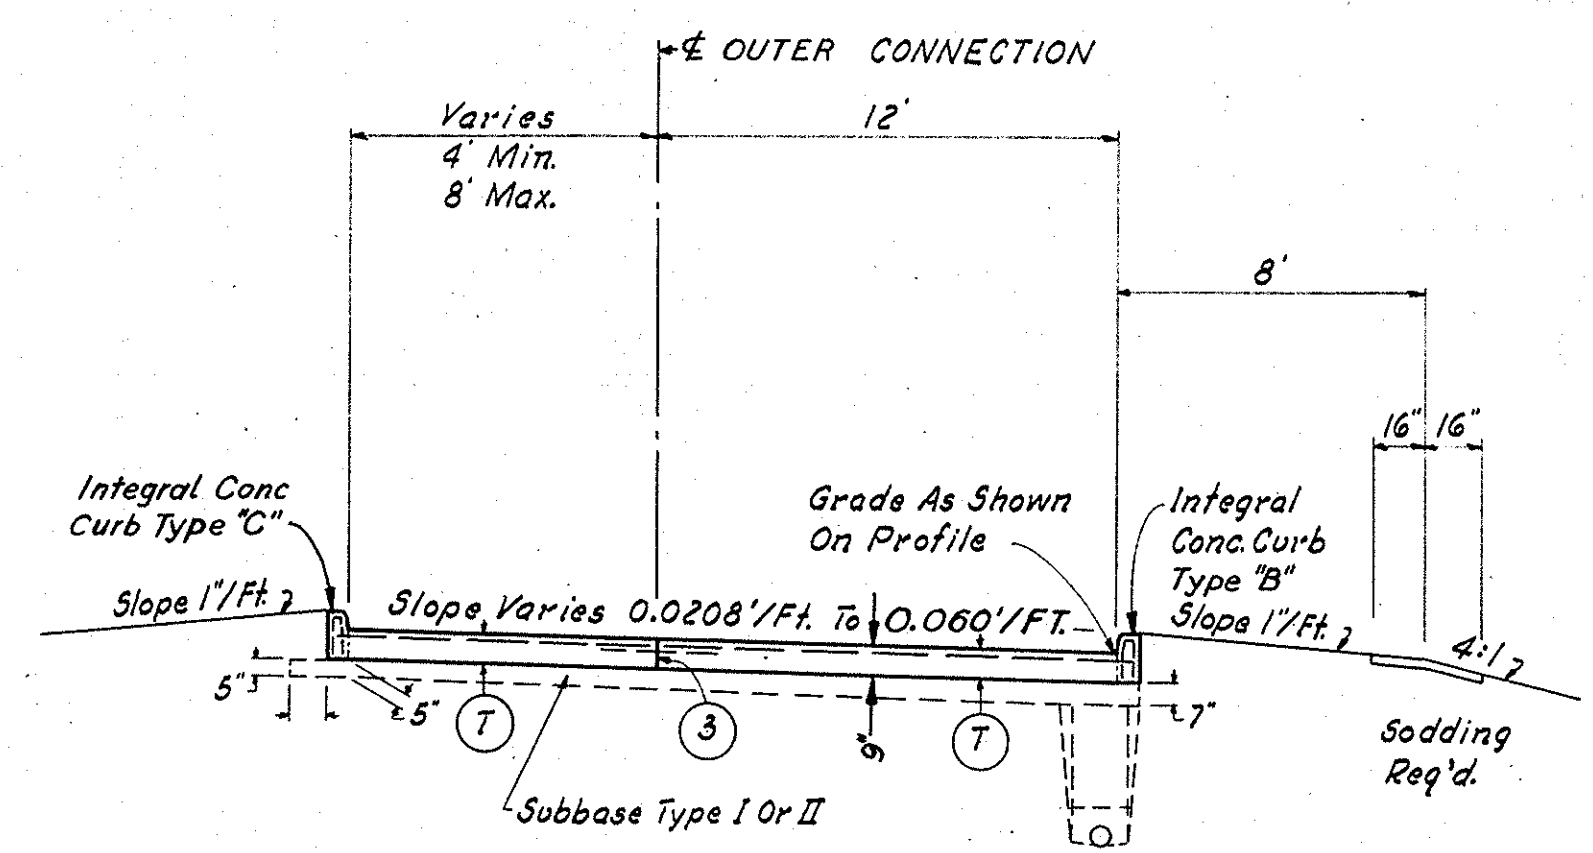 ℄ OUTER CONNECTION
Varies
4' Min.
8' Max.
12'
8'
16" 16"
Integral Conc
Curb Type "C"
Grade As Shown
On Profile
Integral
Conc. Curb
Type "B"
Slope 1"/Ft.
Slope 1"/Ft.
Slope Varies 0.0208'/Ft. To 0.060'/FT.
4:1
5"
5"
T
3
9"
T
7"
Sodding
Req'd.
Subbase Type I Or II